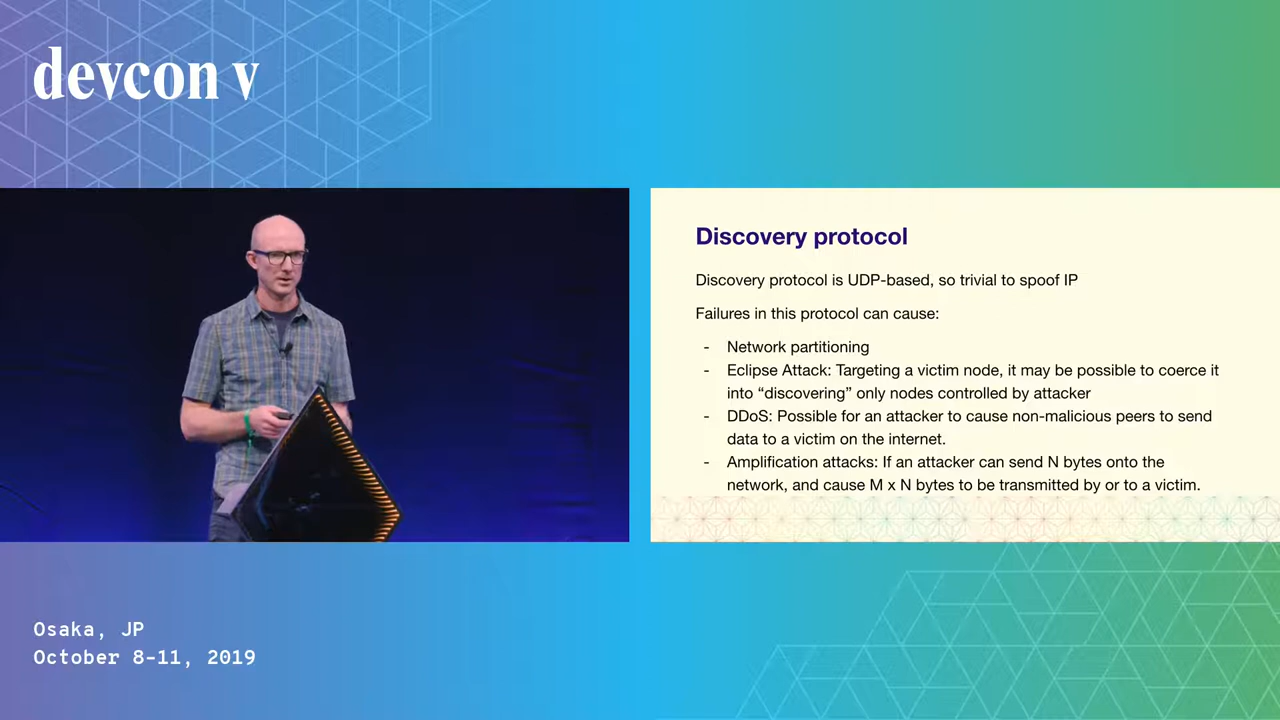 devcon v
Discovery protocol
Discovery protocol is UDP-based, so trivial to spoof IP
Failures in this protocol can cause:
- Network partitioning
- Eclipse Attack: Targeting a victim node, it may be possible to coerce it
into “discovering” only nodes controlled by attacker
- DDoS: Possible for an attacker to cause non-malicious peers to send
data to a victim on the internet.
- Amplification attacks: If an attacker can send N bytes onto the
network, and cause M x N bytes to be transmitted by or to a victim.
Osaka, JP
October 8-11, 2019